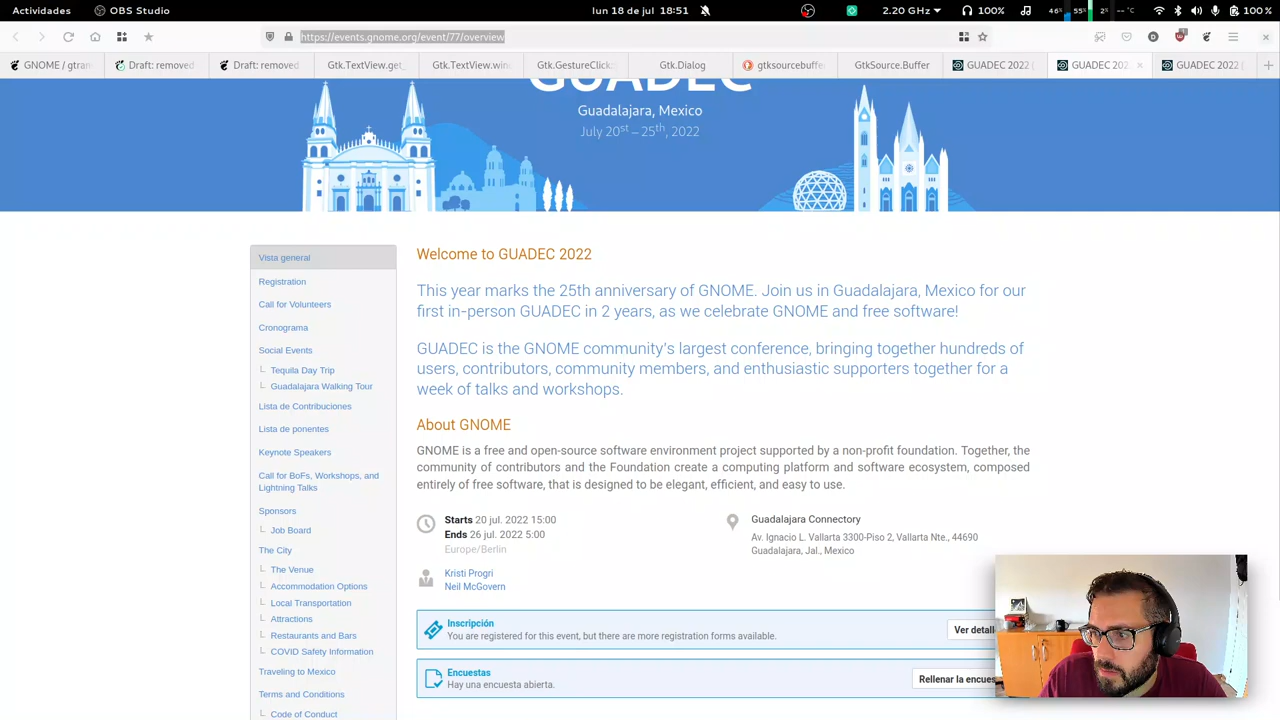 Actividades
OBS Studio
lun 18 de jul 18:51
2.20 GHz
100%
46%
55%
2%
-- °C
100 %
https://events.gnome.org/event/77/overview
GNOME / gtran
Draft: removed
Draft: removed
Gtk.TextView.get_
Gtk.TextView.win
Gtk.GestureClick:
Gtk.Dialog
gtksourcebuffe
GtkSource.Buffer
GUADEC 2022 (
GUADEC 202
GUADEC 2022 (
GUADEC
Guadalajara, Mexico
July 20st – 25th, 2022
Vista general
Registration
Call for Volunteers
Cronograma
Social Events
Tequila Day Trip
Guadalajara Walking Tour
Lista de Contribuciones
Lista de ponentes
Keynote Speakers
Call for BoFs, Workshops, and
Lightning Talks
Sponsors
Job Board
The City
The Venue
Accommodation Options
Local Transportation
Attractions
Restaurants and Bars
COVID Safety Information
Traveling to Mexico
Terms and Conditions
Code of Conduct
Welcome to GUADEC 2022
This year marks the 25th anniversary of GNOME. Join us in Guadalajara, Mexico for our
first in-person GUADEC in 2 years, as we celebrate GNOME and free software!
GUADEC is the GNOME community's largest conference, bringing together hundreds of
users, contributors, community members, and enthusiastic supporters together for a
week of talks and workshops.
About GNOME
GNOME is a free and open-source software environment project supported by a non-profit foundation. Together, the
community of contributors and the Foundation create a computing platform and software ecosystem, composed
entirely of free software, that is designed to be elegant, efficient, and easy to use.
Starts 20 jul. 2022 15:00
Ends 26 jul. 2022 5:00
Europe/Berlin
Guadalajara Connectory
Av. Ignacio L. Vallarta 3300-Piso 2, Vallarta Nte., 44690
Guadalajara, Jal., Mexico
Kristi Progri
Neil McGovern
Inscripción
You are registered for this event, but there are more registration forms available.
Ver detall
Encuestas
Hay una encuesta abierta.
Rellenar la encues